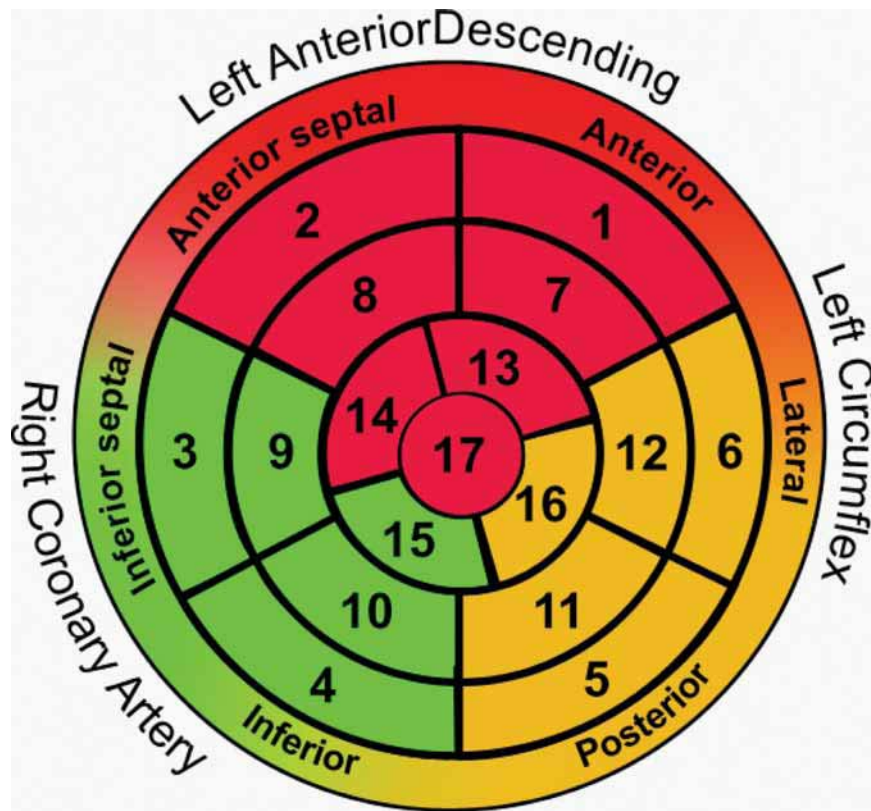 Left AnteriorDescending
Anterior septal
Anterior
2
1
8
7
13
14
17
3
9
12
6
16
15
10
11
4
5
Inferior septal
Lateral
Inferior
Posterior
Right Coronary Artery
Left Circumflex